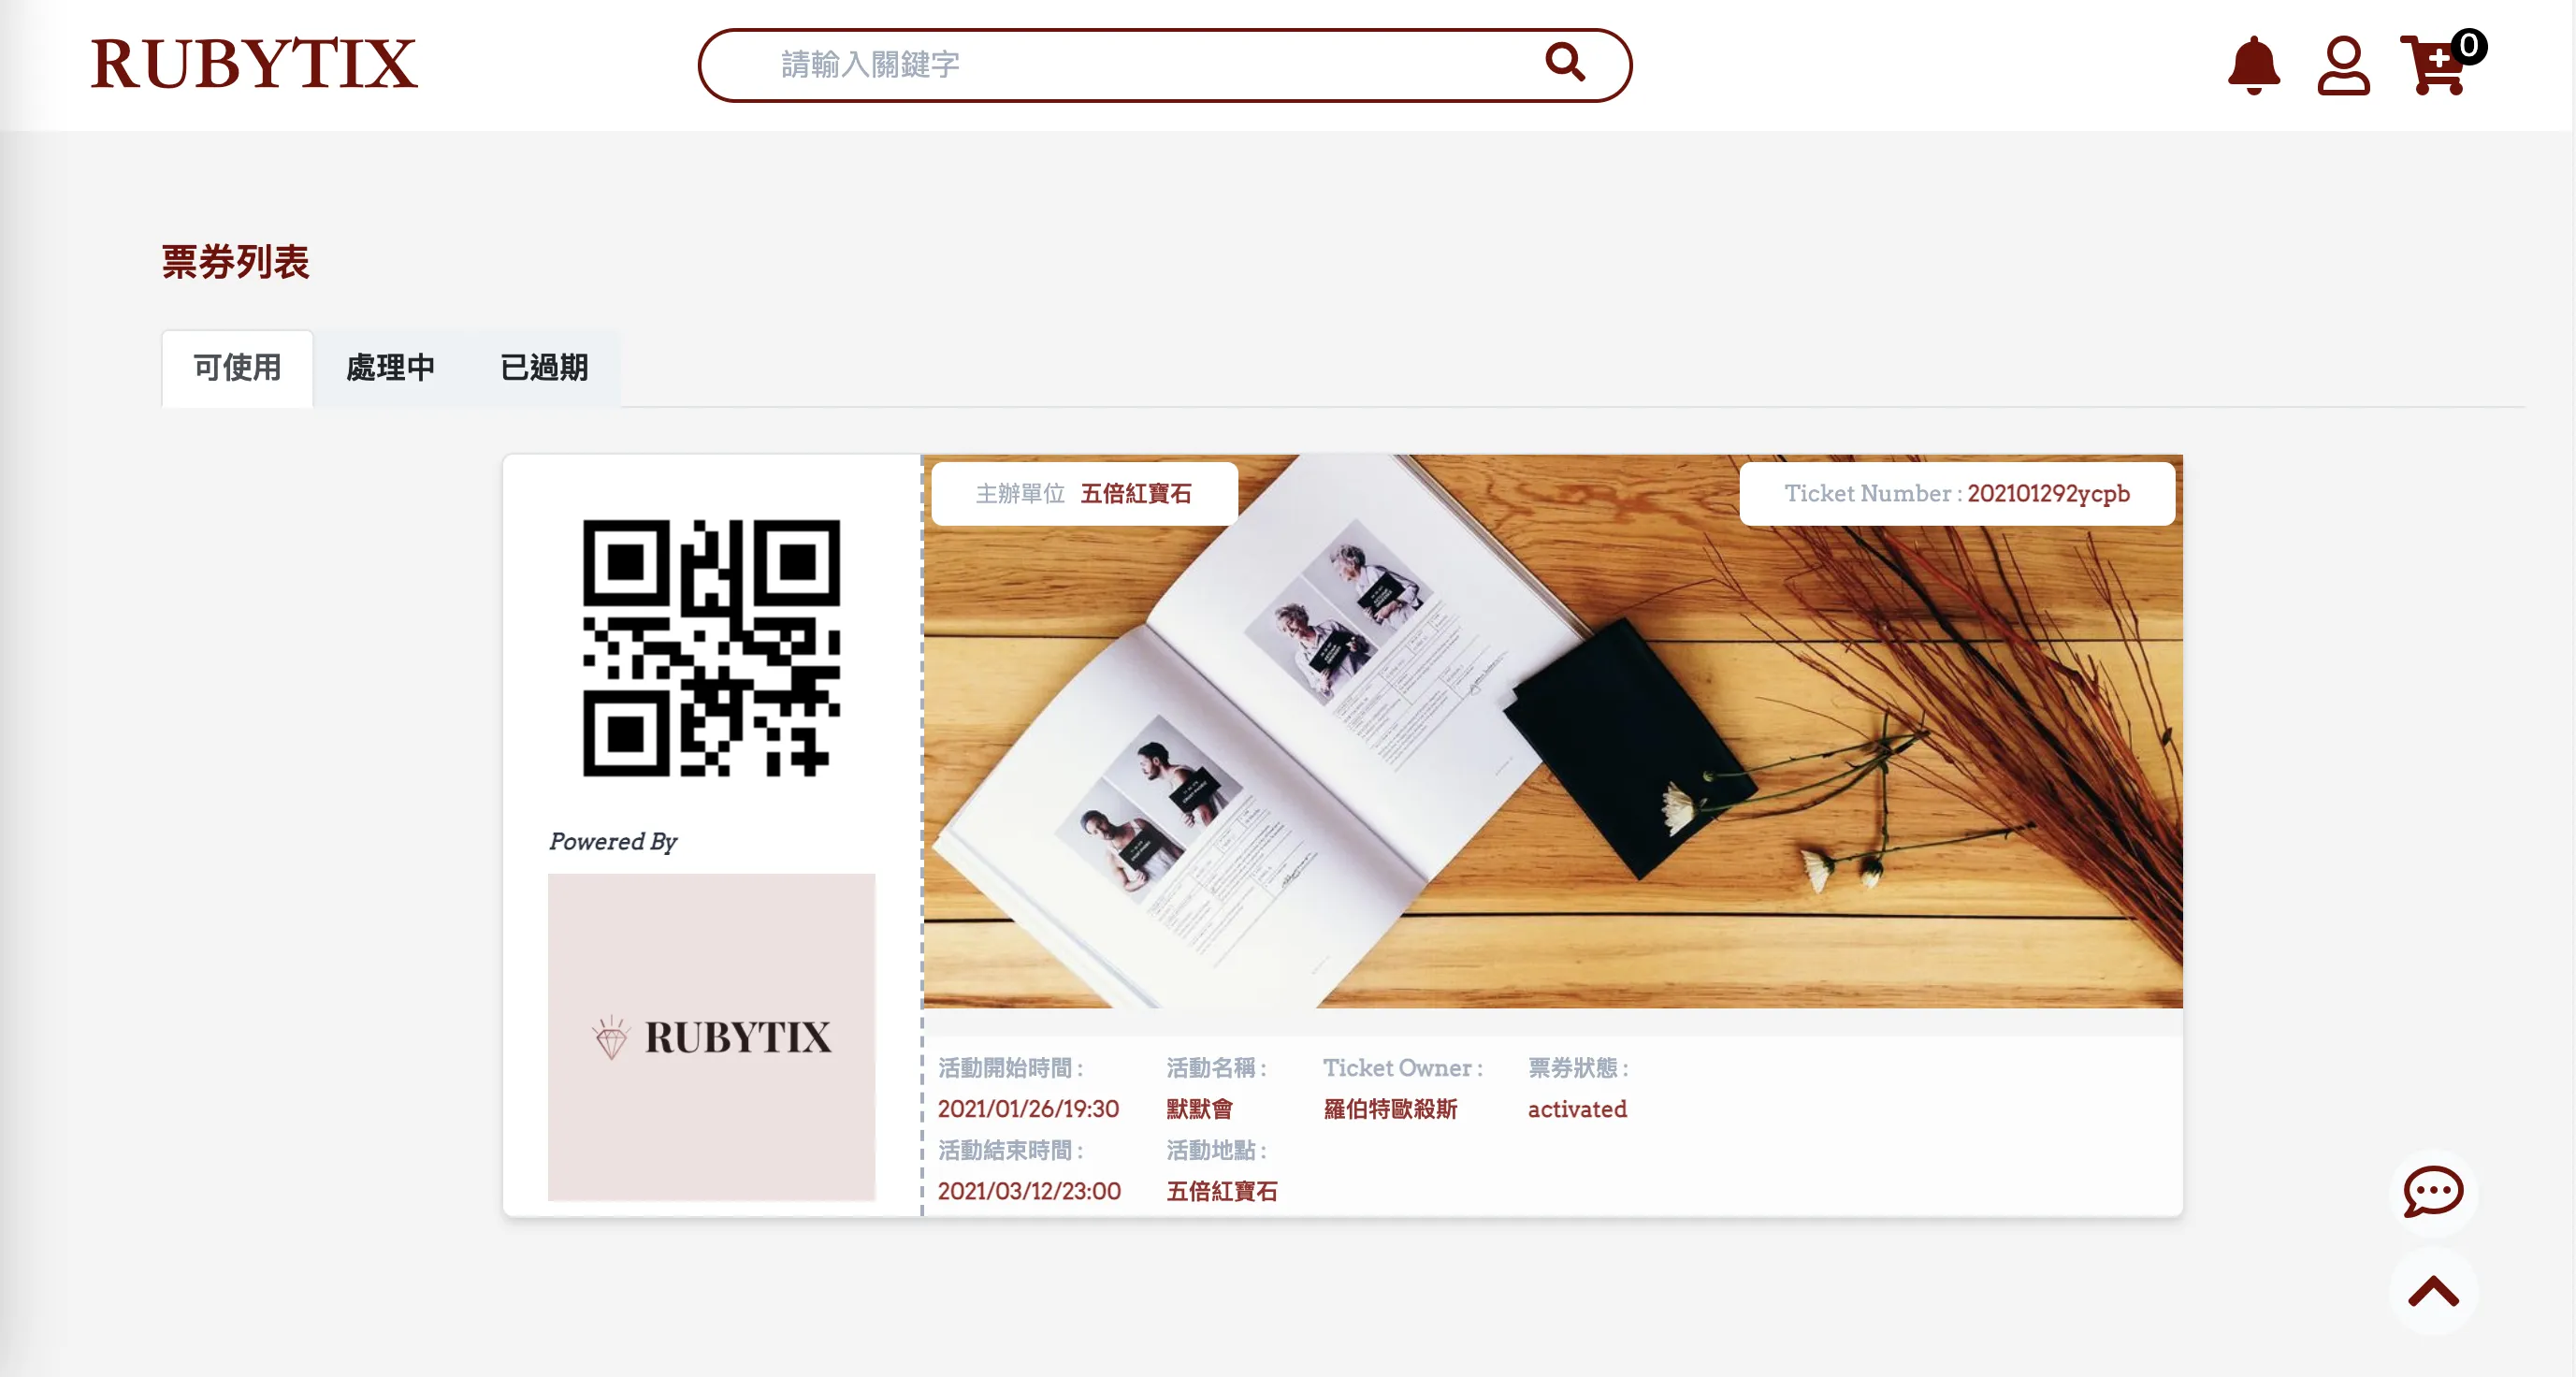 RUBYTIX
請輸入關鍵字
0
票券列表
可使用 處理中 已過期
主辦單位 五倍紅寶石
Ticket Number : 202101292ycpb
Powered By
RUBYTIX
活動開始時間 : 活動名稱 : Ticket Owner : 票券狀態 :
2021/01/26/19:30 默默會 羅伯特歐殺斯 activated
活動結束時間 : 活動地點 :
2021/03/12/23:00 五倍紅寶石